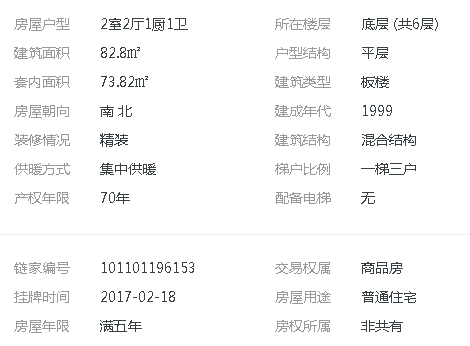 房屋户型 2室2厅1厨1卫 所在楼层 底层 (共6层)
建筑面积 82.8㎡ 户型结构 平层
套内面积 73.82㎡ 建筑类型 板楼
房屋朝向 南 北 建成年代 1999
装修情况 精装 建筑结构 混合结构
供暖方式 集中供暖 梯户比例 一梯三户
产权年限 70年 配备电梯 无
链家编号 101101196153 交易权属 商品房
挂牌时间 2017-02-18 房屋用途 普通住宅
房屋年限 满五年 房权所属 非共有